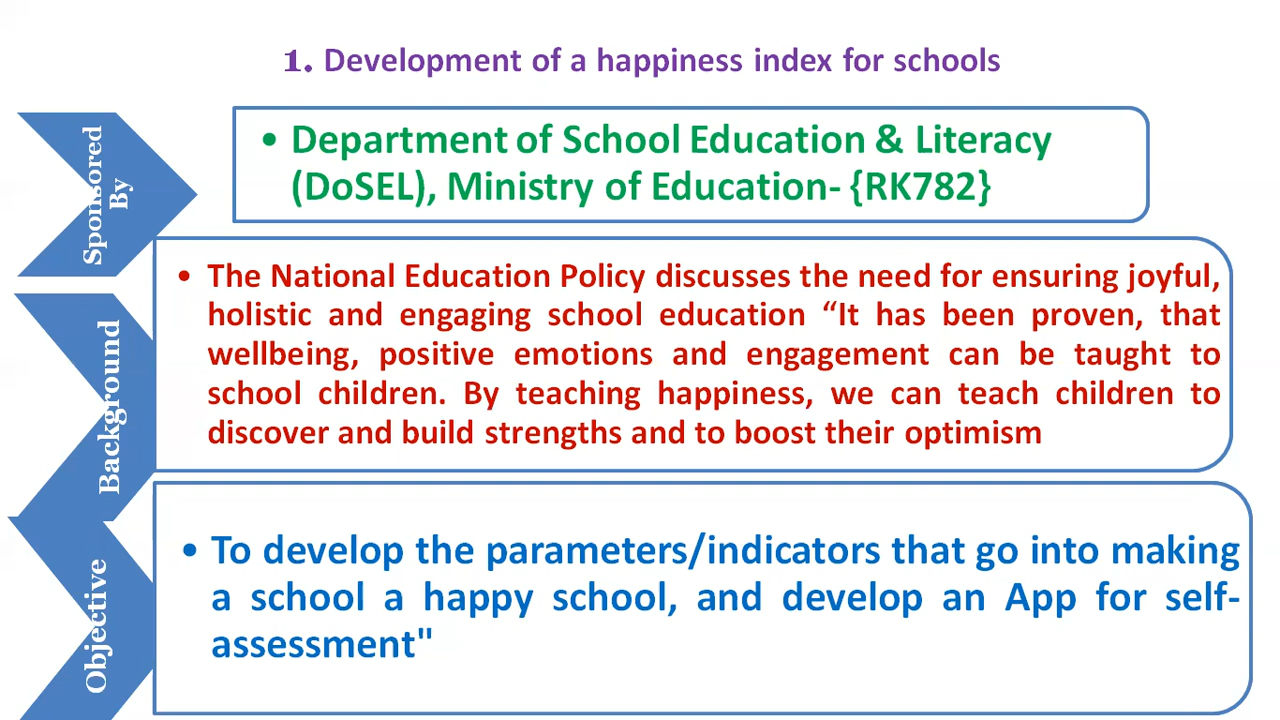 1. Development of a happiness index for schools
Sponsored
By
• Department of School Education & Literacy
(DoSEL), Ministry of Education- {RK782}
Background
• The National Education Policy discusses the need for ensuring joyful,
holistic and engaging school education “It has been proven, that
wellbeing, positive emotions and engagement can be taught to
school children. By teaching happiness, we can teach children to
discover and build strengths and to boost their optimism
Objective
• To develop the parameters/indicators that go into making
a school a happy school, and develop an App for self-
assessment"